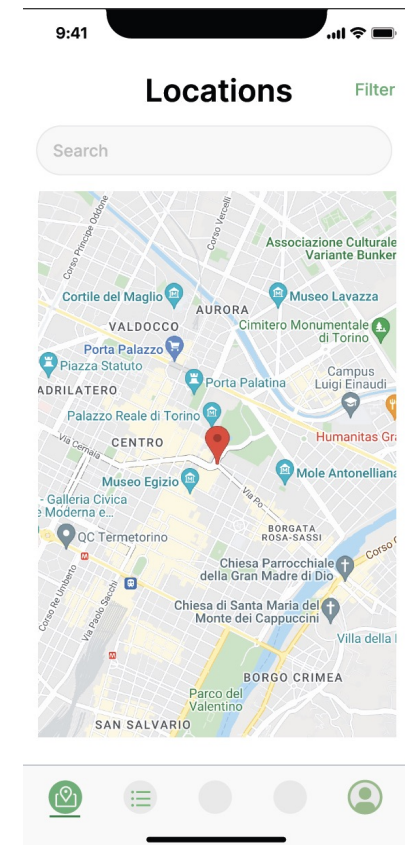 9:41
Locations
Filter
Search
Corso Principe Oddone
Corso Vercelli
Associazione Culturale
Variante Bunker
Cortile del Maglio
Museo Lavazza
AURORA
VALDOCCO
Cimitero Monumentale
di Torino
Porta Palazzo
Piazza Statuto
Porta Palatina
Campus
Luigi Einaudi
ADRILATERO
Palazzo Reale di Torino
Via Cernaia
CENTRO
Humanitas Gra
Museo Egizio
Mole Antonelliana
- Galleria Civica
e Moderna e...
Via Po
QC Termetorino
BORGATA
ROSA-SASSI
Corso C
M
Chiesa Parrocchiale
della Gran Madre di Dio
Corso Re Umberto
Via Paolo Sacchi
Chiesa di Santa Maria del
Monte dei Cappuccini
Villa della
M
BORGO CRIMEA
Parco del
Valentino
SAN SALVARIO